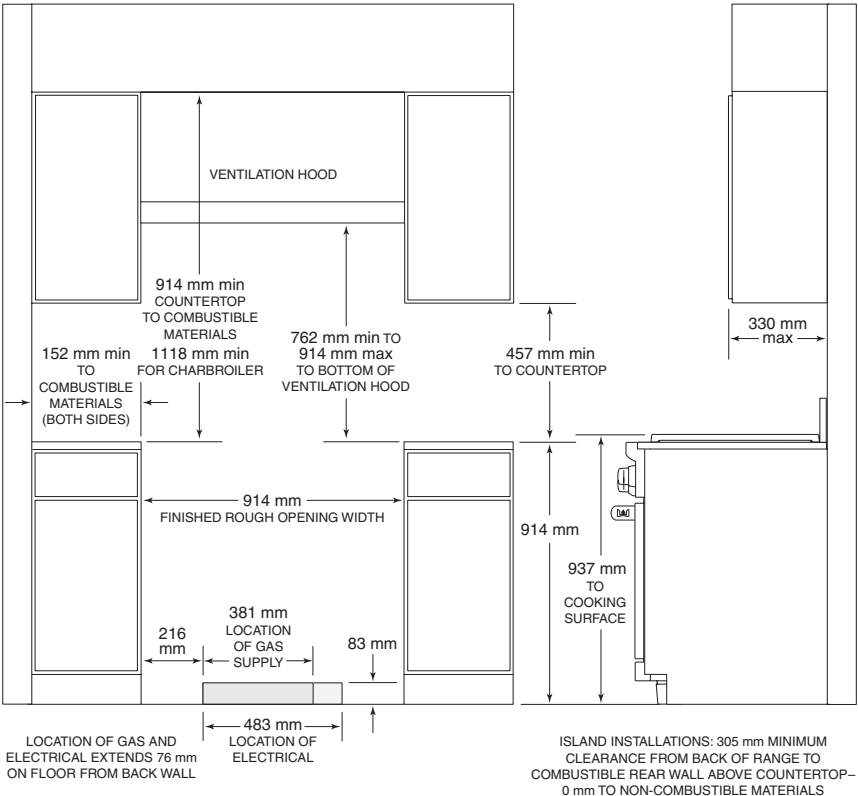 VENTILATION HOOD
914 mm min
COUNTERTOP
TO COMBUSTIBLE
MATERIALS
1118 mm min
FOR CHARBROILER
152 mm min
TO
COMBUSTIBLE
MATERIALS
(BOTH SIDES)
762 mm min TO
914 mm max
TO BOTTOM OF
VENTILATION HOOD
457 mm min
TO COUNTERTOP
330 mm
max
914 mm
FINISHED ROUGH OPENING WIDTH
914 mm
937 mm
TO
COOKING
SURFACE
216
mm
381 mm
LOCATION
OF GAS
SUPPLY
83 mm
483 mm
LOCATION OF
ELECTRICAL
LOCATION OF GAS AND
ELECTRICAL EXTENDS 76 mm
ON FLOOR FROM BACK WALL
ISLAND INSTALLATIONS: 305 mm MINIMUM
CLEARANCE FROM BACK OF RANGE TO
COMBUSTIBLE REAR WALL ABOVE COUNTERTOP–
0 mm TO NON-COMBUSTIBLE MATERIALS